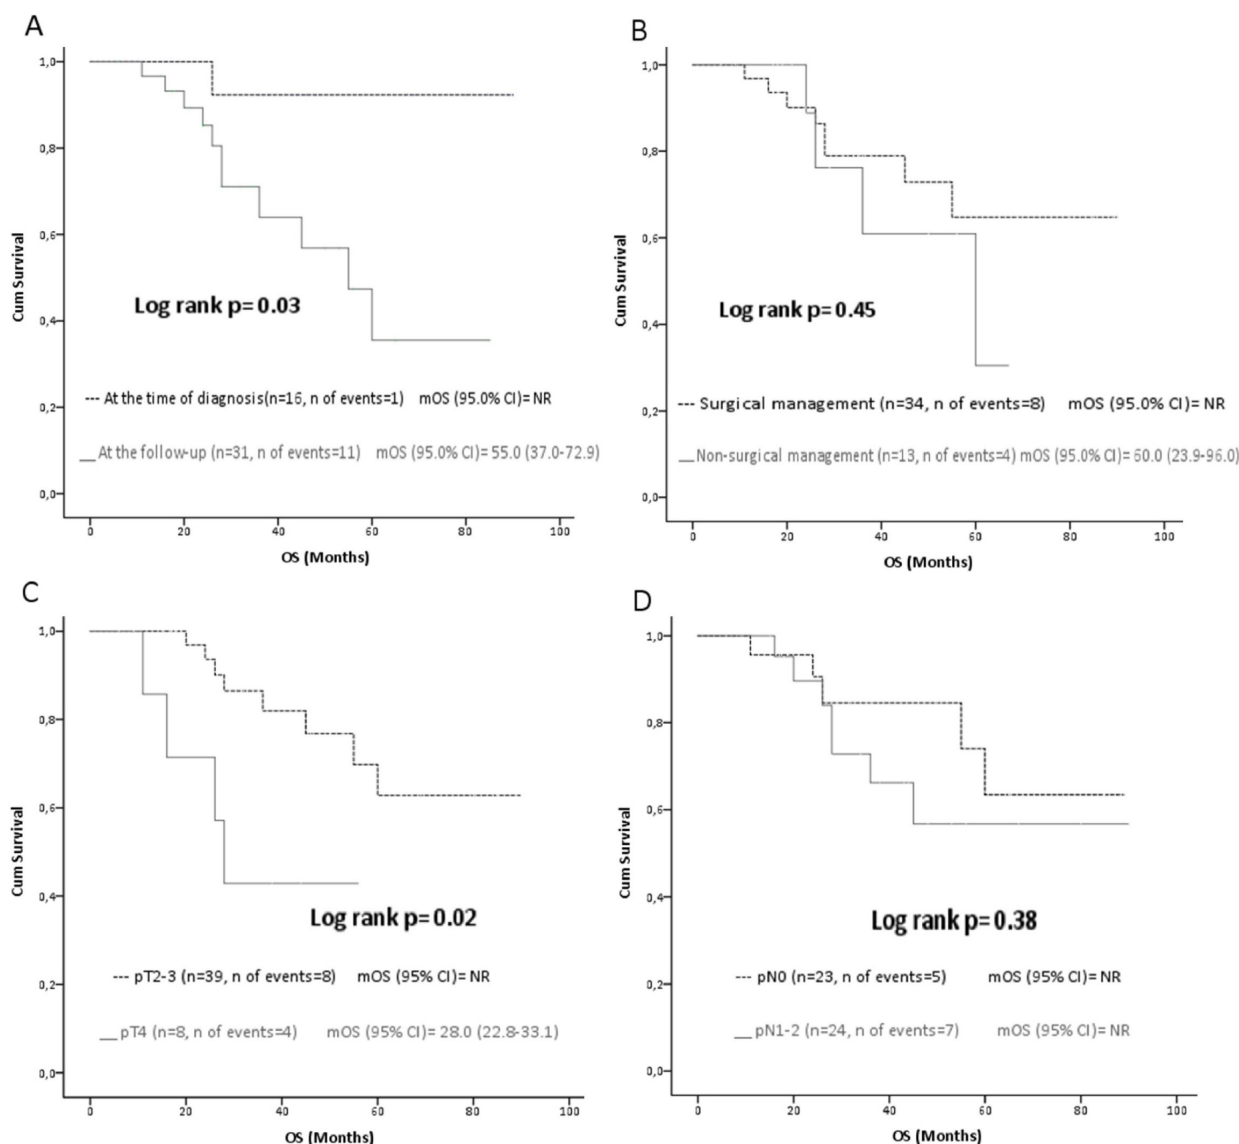 A
1,0
0,8
0,6
0,4
0,2
0,0
Cum Survival
Log rank p= 0.03
At the time of diagnosis(n=16, n of events=1) mOS (95.0% CI)= NR
At the follow-up (n=31, n of events=11) mOS (95.0% CI)= 55.0 (37.0-72.9)
0 20 40 60 80 100
OS (Months)
B
1,0
0,8
0,6
0,4
0,2
0,0
Cum Survival
Log rank p= 0.45
Surgical management (n=34, n of events=8) mOS (95.0% CI)= NR
Non-surgical management (n=13, n of events=4) mOS (95.0% CI)= 60.0 (23.9-96.0)
0 20 40 60 80 100
OS (Months)
C
1,0
0,8
0,6
0,4
0,2
0,0
Cum Survival
Log rank p= 0.02
pT2-3 (n=39, n of events=8) mOS (95% CI)= NR
pT4 (n=8, n of events=4) mOS (95% CI)= 28.0 (22.8-33.1)
0 20 40 60 80 100
OS (Months)
D
1,0
0,8
0,6
0,4
0,2
0,0
Cum Survival
Log rank p= 0.38
pN0 (n=23, n of events=5) mOS (95% CI)= NR
pN1-2 (n=24, n of events=7) mOS (95% CI)= NR
0 20 40 60 80 100
OS (Months)